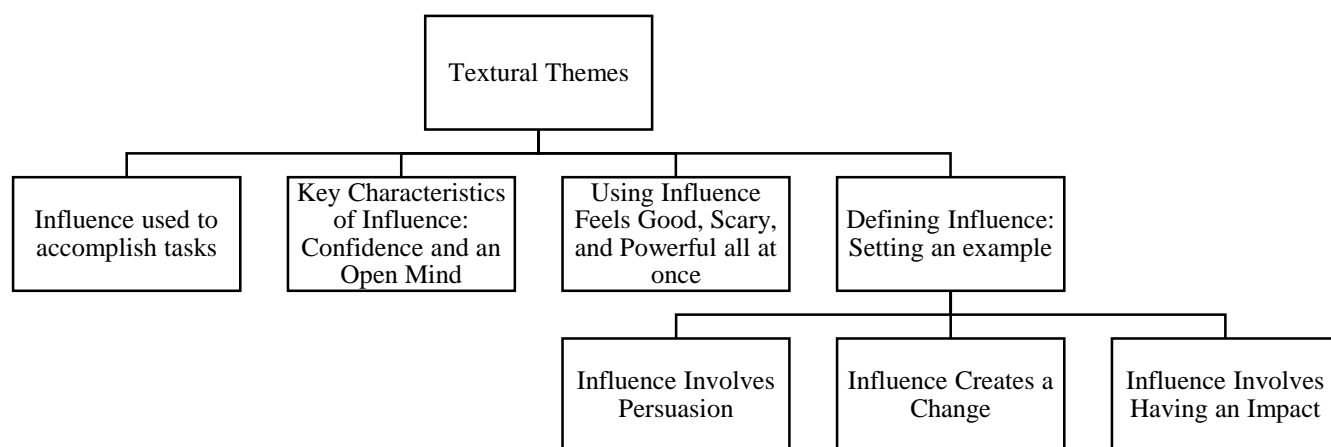 Textural Themes
Influence used to
accomplish tasks
Key Characteristics
of Influence:
Confidence and an
Open Mind
Using Influence
Feels Good, Scary,
and Powerful all at
once
Defining Influence:
Setting an example
Influence Involves
Persuasion
Influence Creates a
Change
Influence Involves
Having an Impact